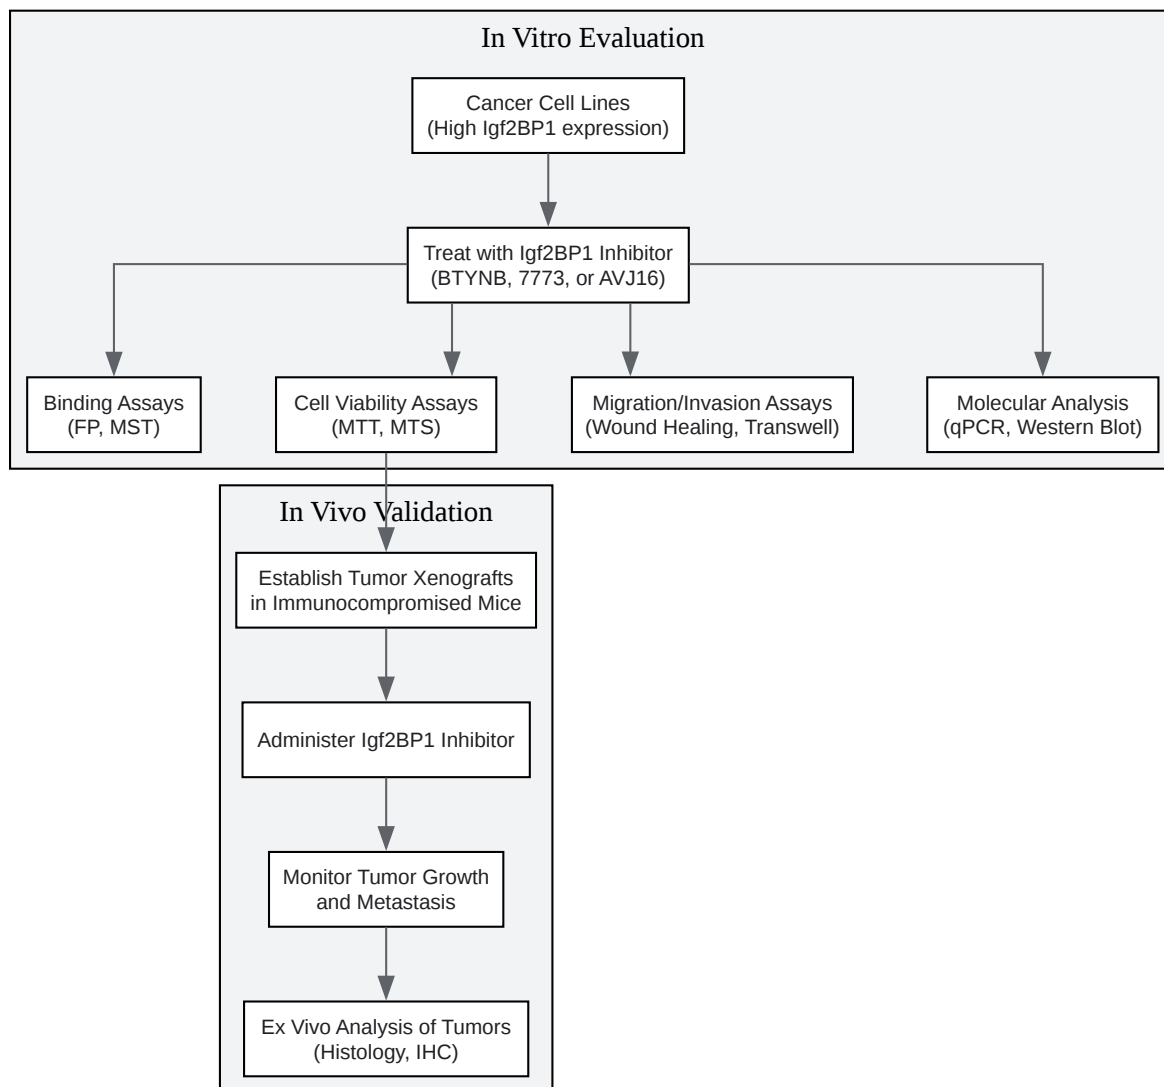 In Vitro Evaluation
Cancer Cell Lines
(High Igf2BP1 expression)
Treat with Igf2BP1 Inhibitor
(BTYNB, 7773, or AVJ16)
Binding Assays
(FP, MST)
Cell Viability Assays
(MTT, MTS)
Migration/Invasion Assays
(Wound Healing, Transwell)
Molecular Analysis
(qPCR, Western Blot)
In Vivo Validation
Establish Tumor Xenografts
in Immunocompromised Mice
Administer Igf2BP1 Inhibitor
Monitor Tumor Growth
and Metastasis
Ex Vivo Analysis of Tumors
(Histology, IHC)